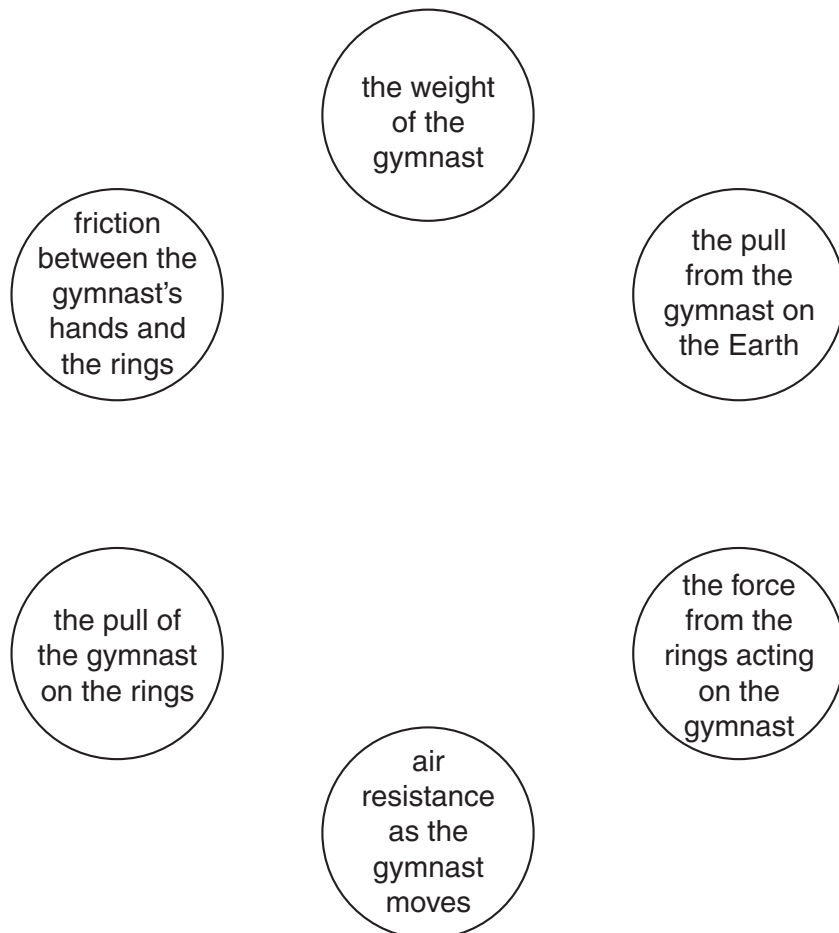 the weight
of the
gymnast
friction
between the
gymnast’s
hands and
the rings
the pull
from the
gymnast on
the Earth
the pull of
the gymnast
on the rings
the force
from the
rings acting
on the
gymnast
air
resistance
as the
gymnast
moves